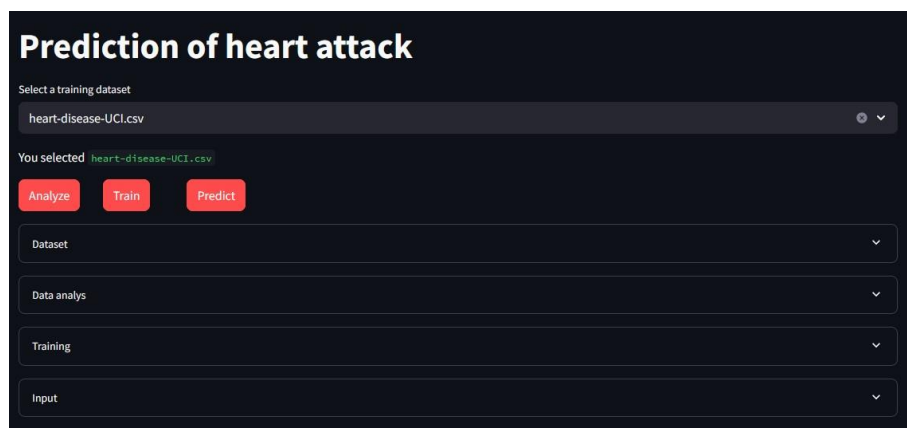 Prediction of heart attack
Select a training dataset
heart-disease-UCI.csv
You selected heart-disease-UCI.csv
Analyze Train Predict
Dataset
Data analys
Training
Input